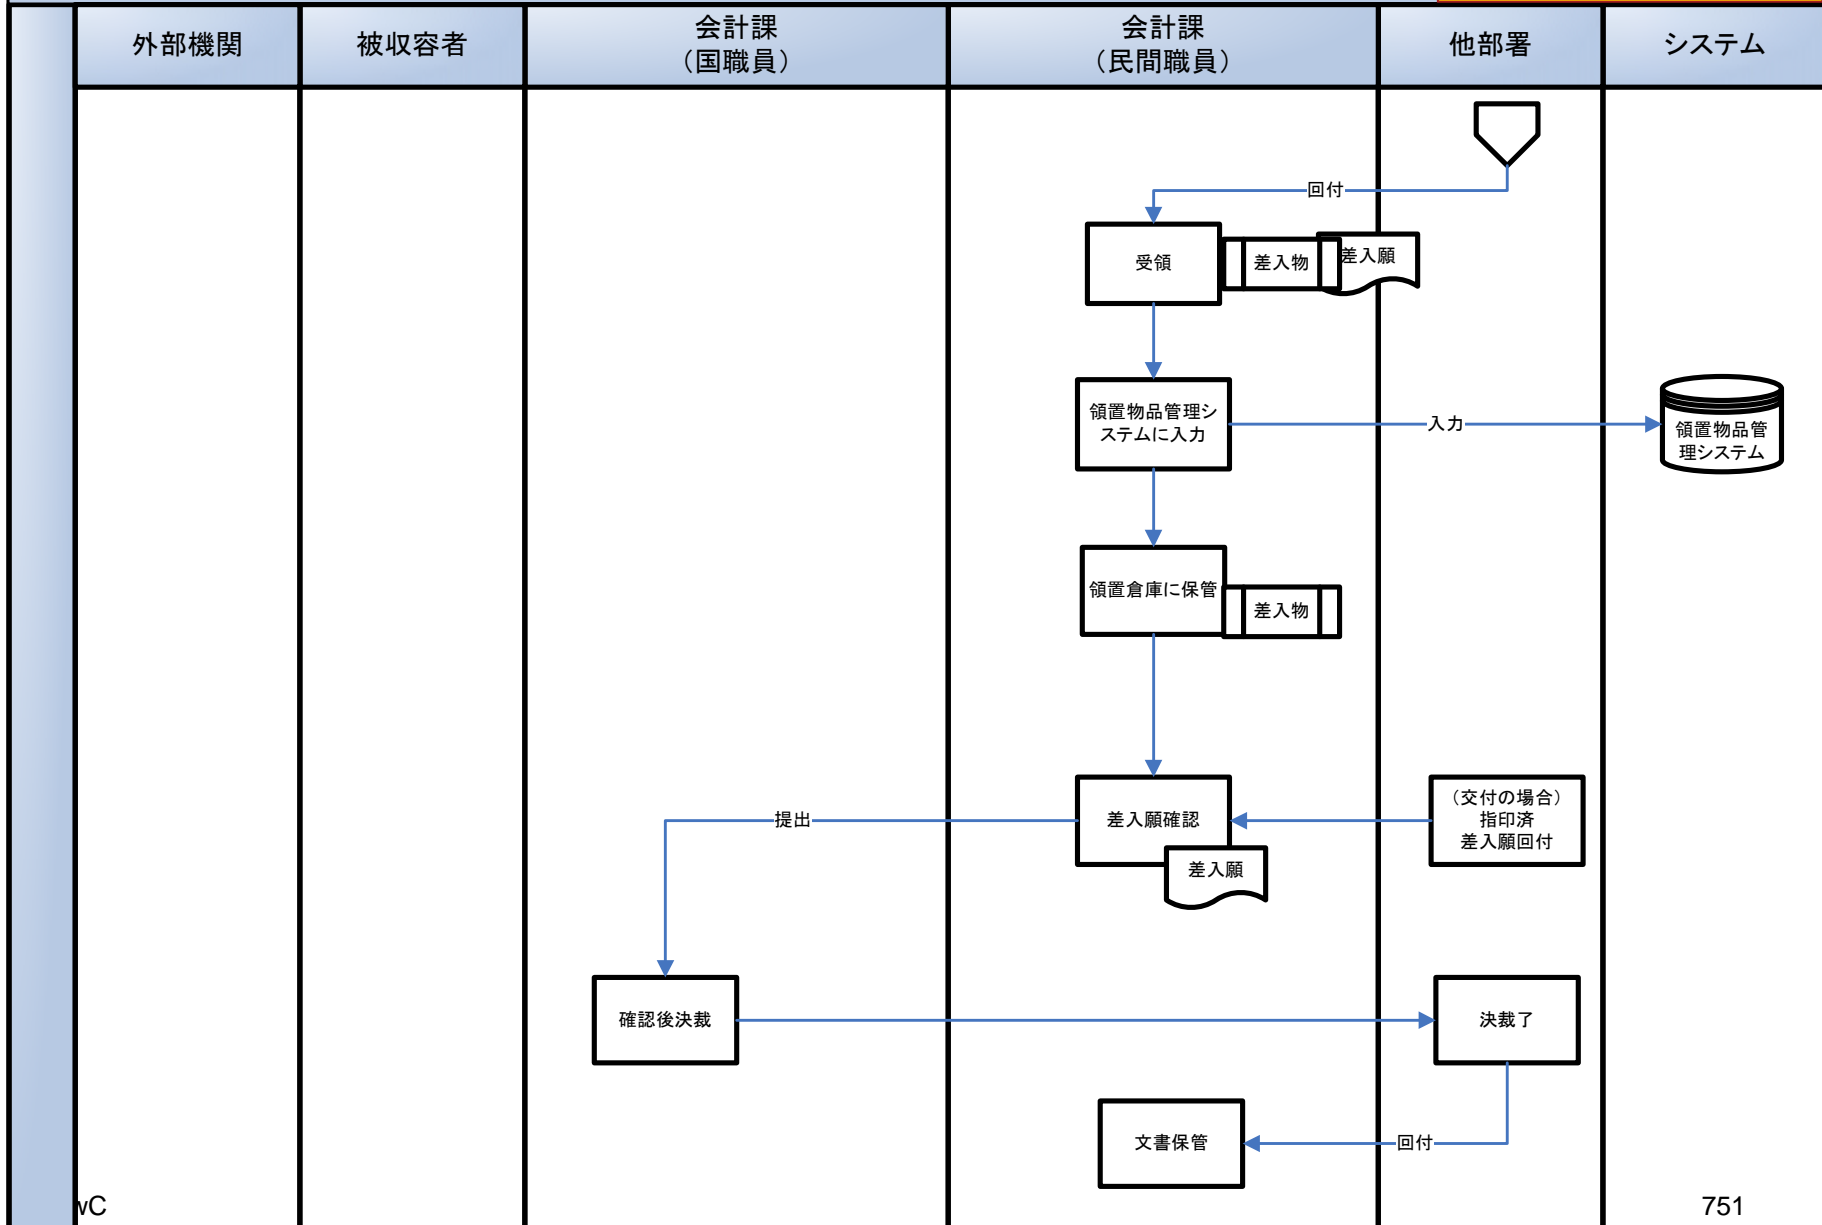 外部機関
被収容者
会計課
（国職員）
会計課
（民間職員）
他部署
システム
回付
受領
差入物
差入願
領置物品管理シ
ステムに入力
入力
領置物品管
理システム
領置倉庫に保管
差入物
提出
差入願確認
（交付の場合）
指印済
差入願回付
差入願
確認後決裁
決裁了
文書保管
回付
wC
751